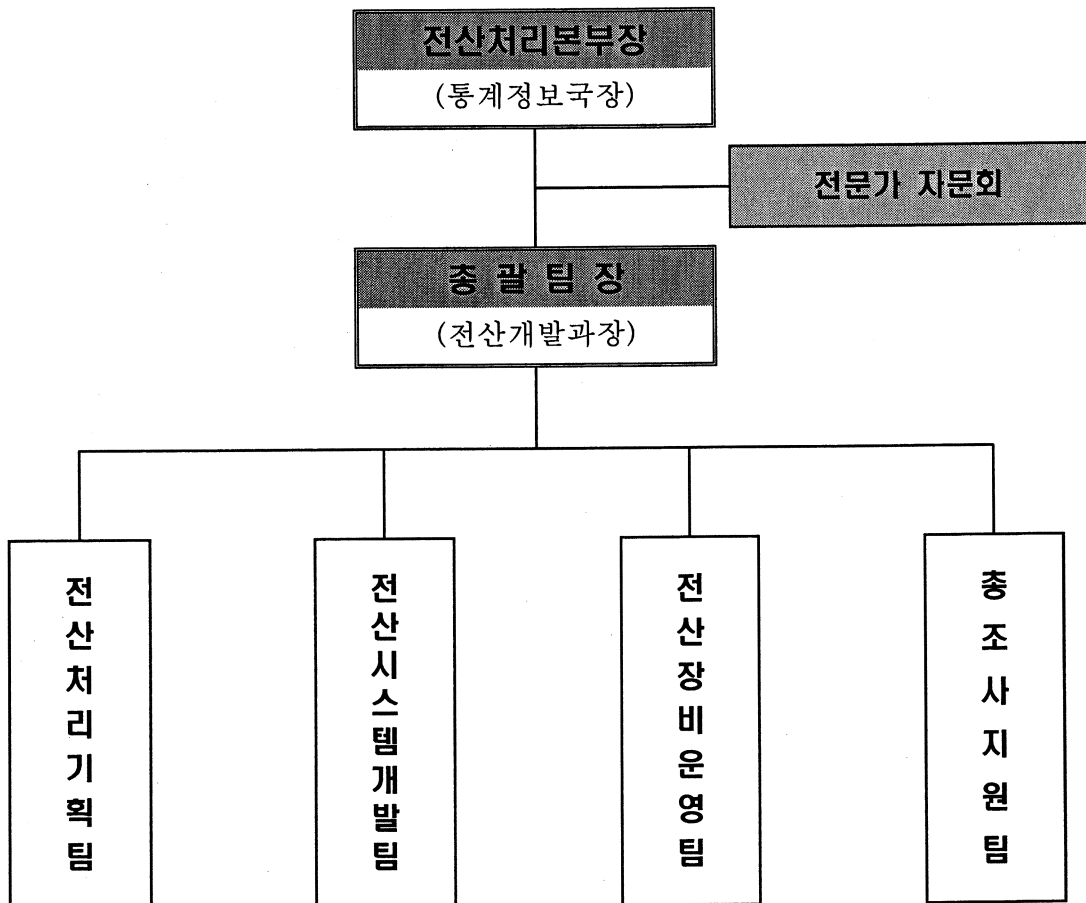 전산처리본부장
(통계정보국장)
전문가 자문회
총 괄 팀 장
(전산개발과장)
전산처리기획팀
전산시스템개발팀
전산장비운영팀
총조사지원팀